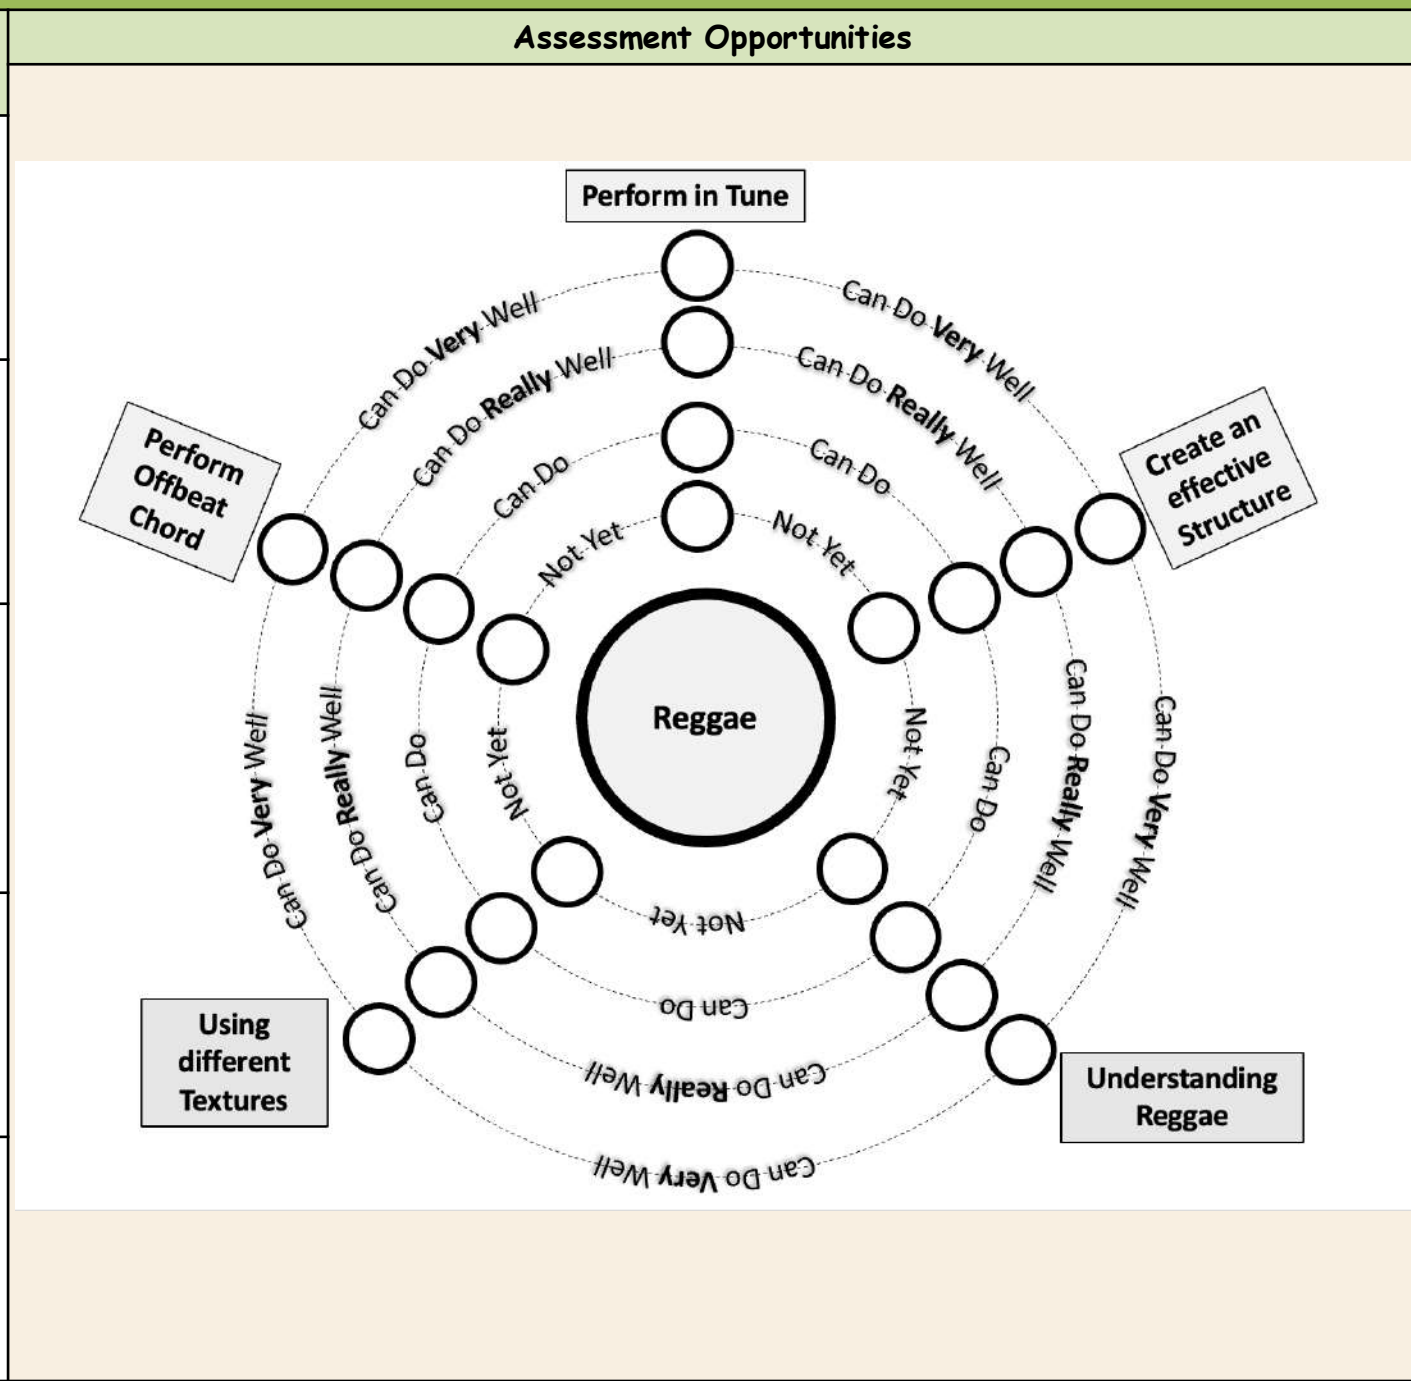 Assessment Opportunities
Perform in Tune
Can Do Very Well
Can Do Very Well
Can Do Really Well
Can Do Really Well
Can Do
Can Do
Not Yet
Not Yet
Perform
Offbeat
Chord
Create an
effective
Structure
Reggae
Can Do Very Well
Can Do Really Well
Can Do
Not Yet
Not Yet
Can Do
Can Do Really Well
Can Do Very Well
Not Yet
Can Do
Can Do Really Well
Can Do Very Well
Using
different
Textures
Understanding
Reggae